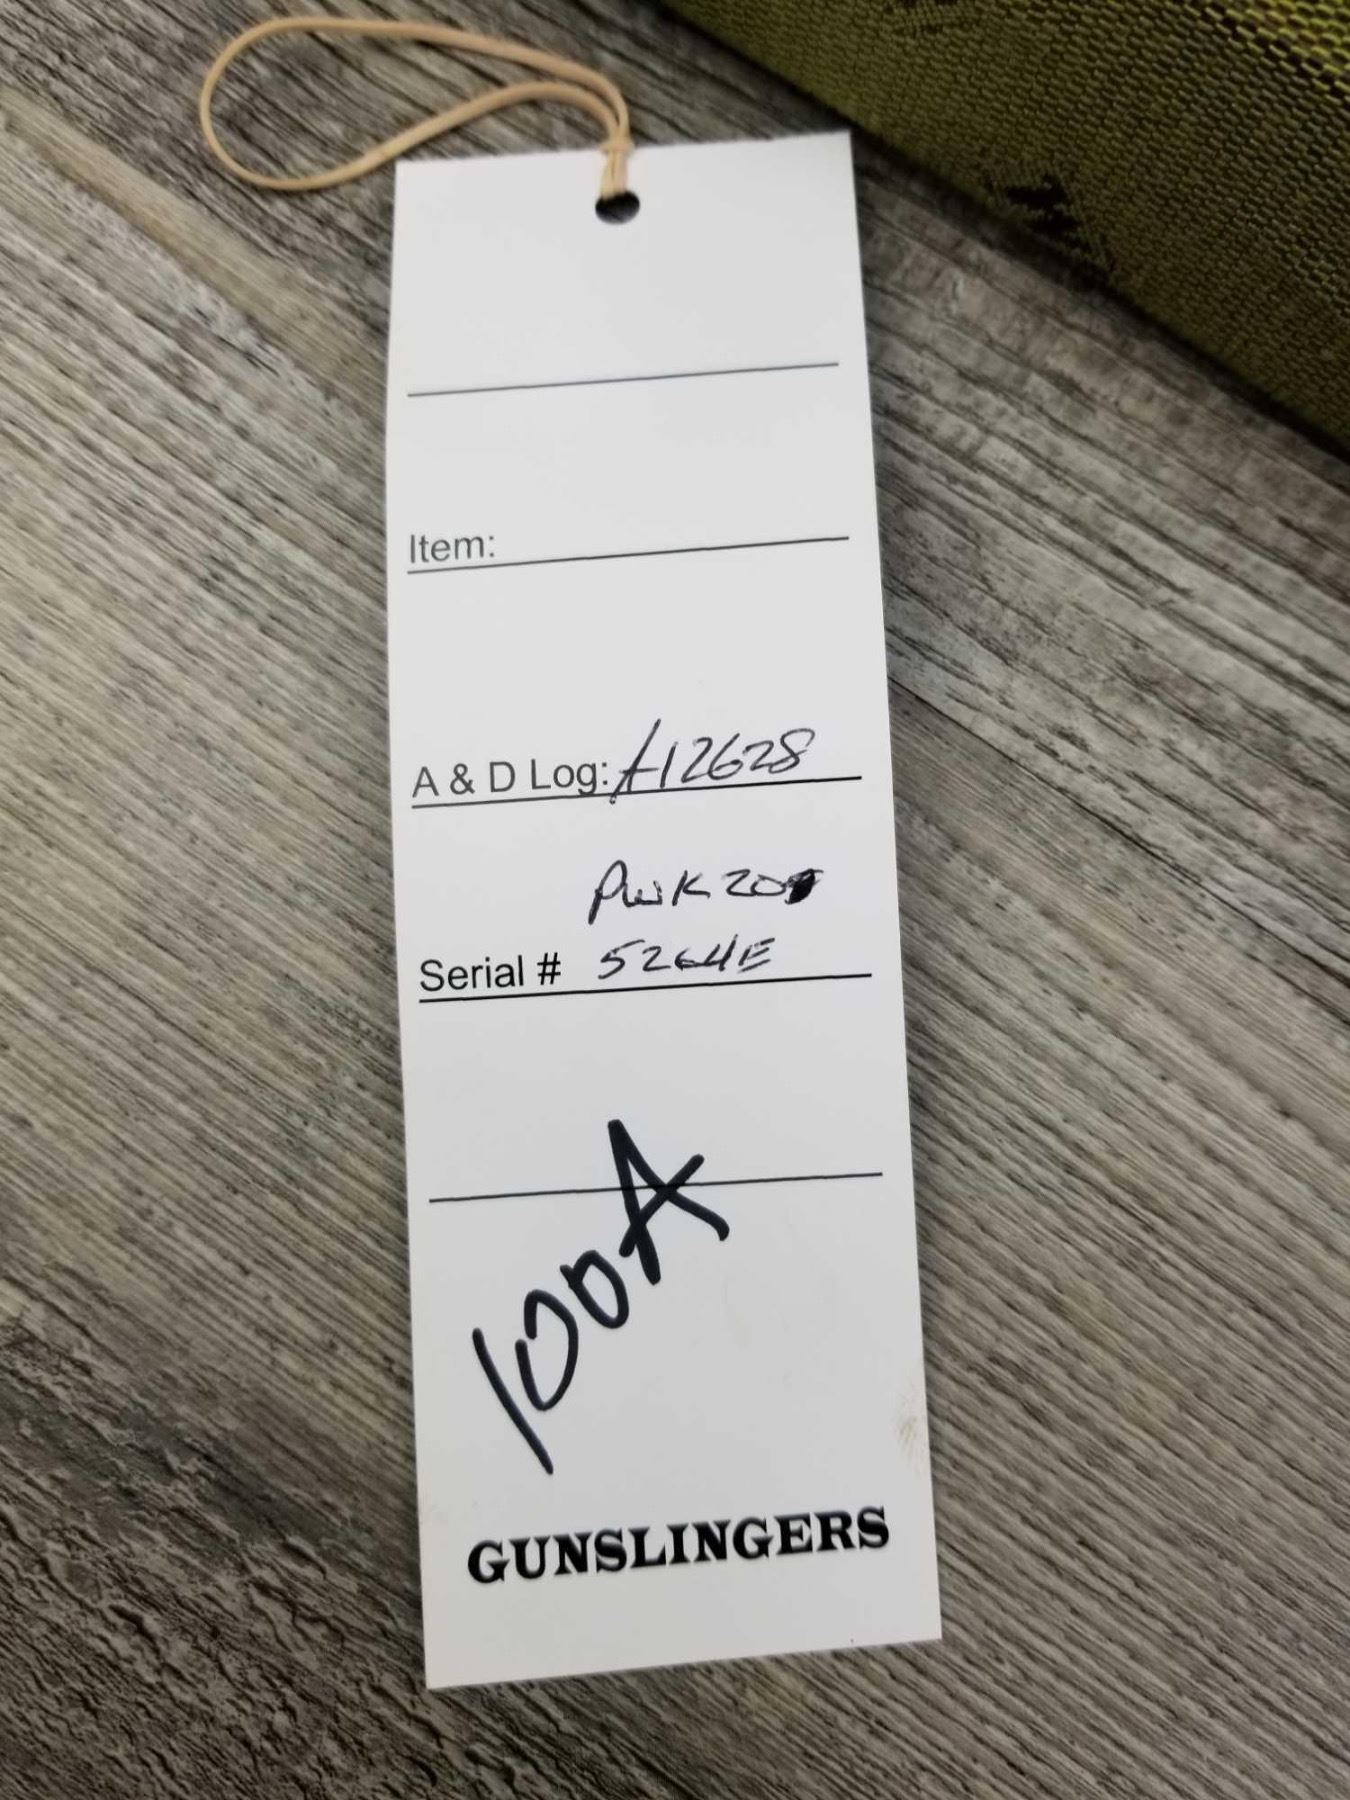 Item:
A & D Log: A12628
PWK20
Serial # 5264E
100A
GUNSLINGERS